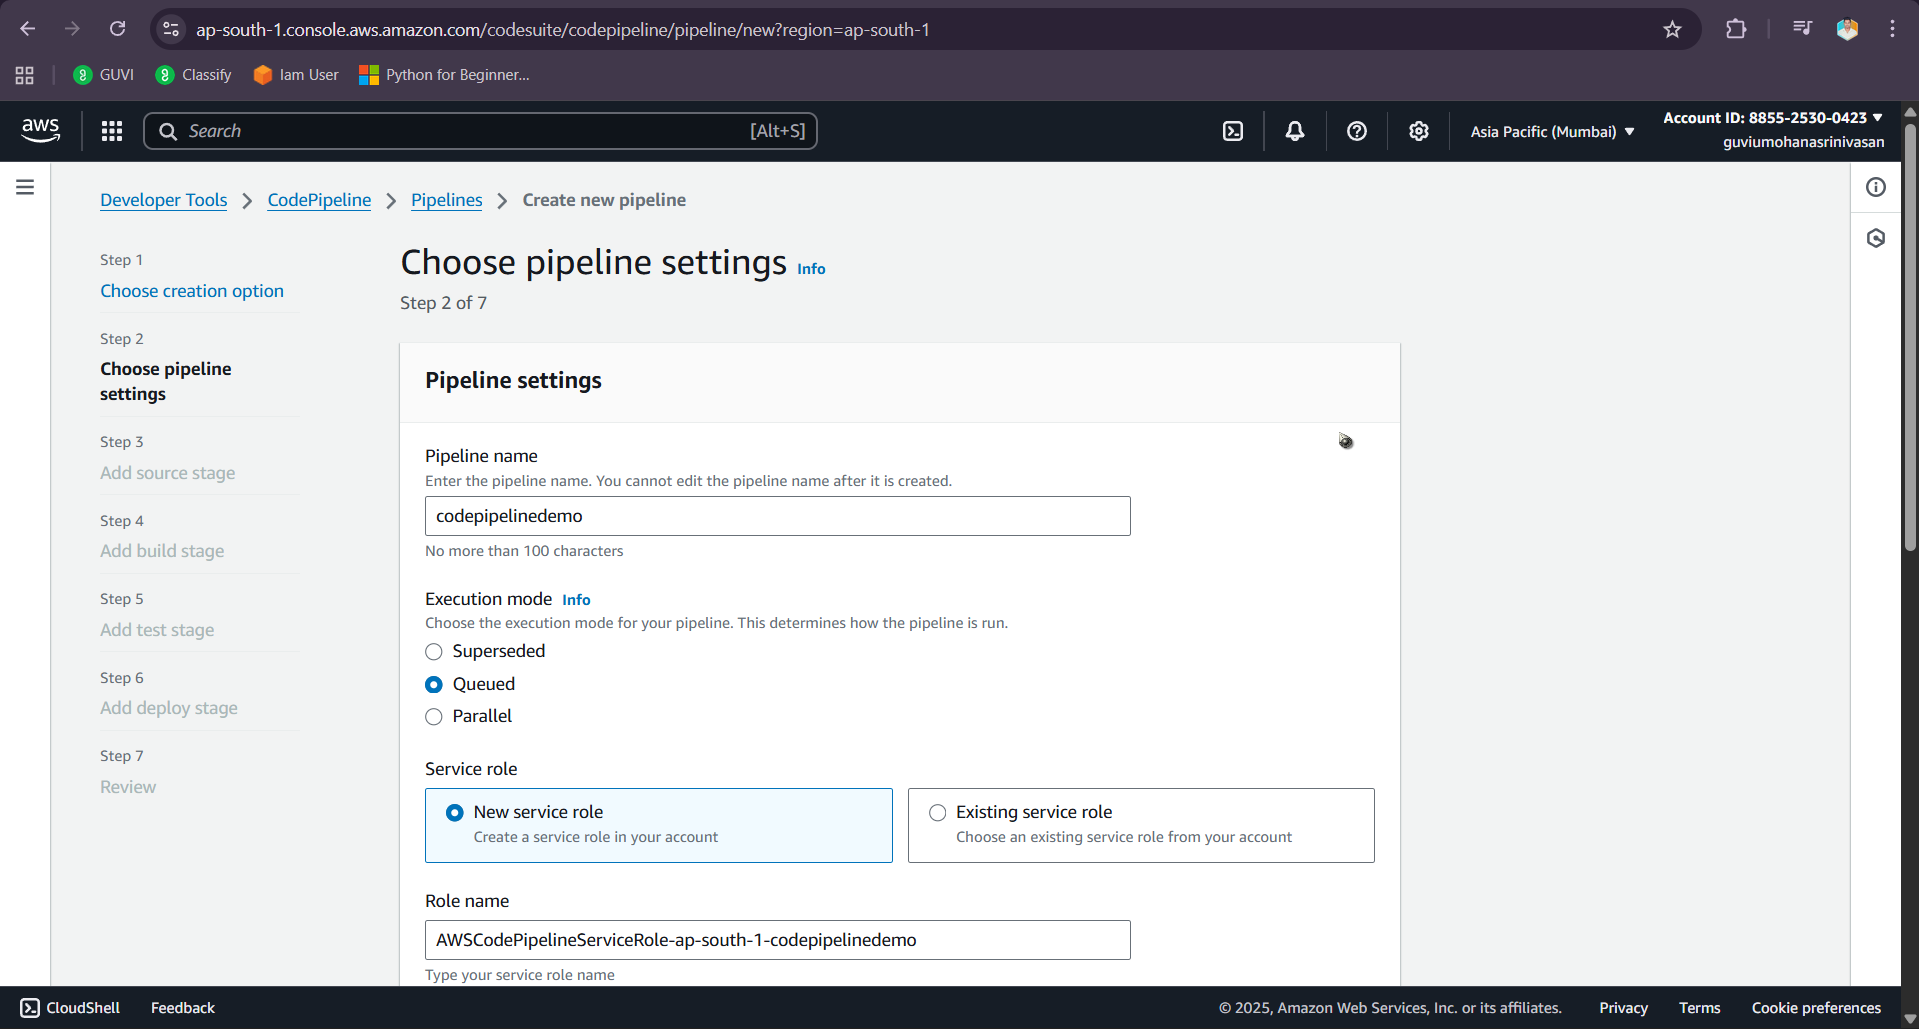 ap-south-1.console.aws.amazon.com/codesuite/codepipeline/pipeline/new?region=ap-south-1
GUVI Classify Iam User Python for Beginner...
aws Search [Alt+S] Asia Pacific (Mumbai) Account ID: 8855-2530-0423
guviumohanasrinivasan
Developer Tools Pipelines CodePipeline Create new pipeline
Step 1
Choose creation option
Step 2
Choose pipeline
settings
Step 3
Add source stage
Step 4
Add build stage
Step 5
Add test stage
Step 6
Add deploy stage
Step 7
Review
Choose pipeline settings Info
Step 2 of 7
Pipeline settings
Pipeline name
Enter the pipeline name. You cannot edit the pipeline name after it is created.
codepipelinedemo
No more than 100 characters
Execution mode Info
Choose the execution mode for your pipeline. This determines how the pipeline is run.
Superseded
Queued
Parallel
Service role
New service role
Create a service role in your account
Existing service role
Choose an existing service role from your account
Role name
AWSCodePipelineServiceRole-ap-south-1-codepipelinedemo
Type your service role name
CloudShell Feedback © 2025, Amazon Web Services, Inc. or its affiliates. Privacy Terms Cookie preferences